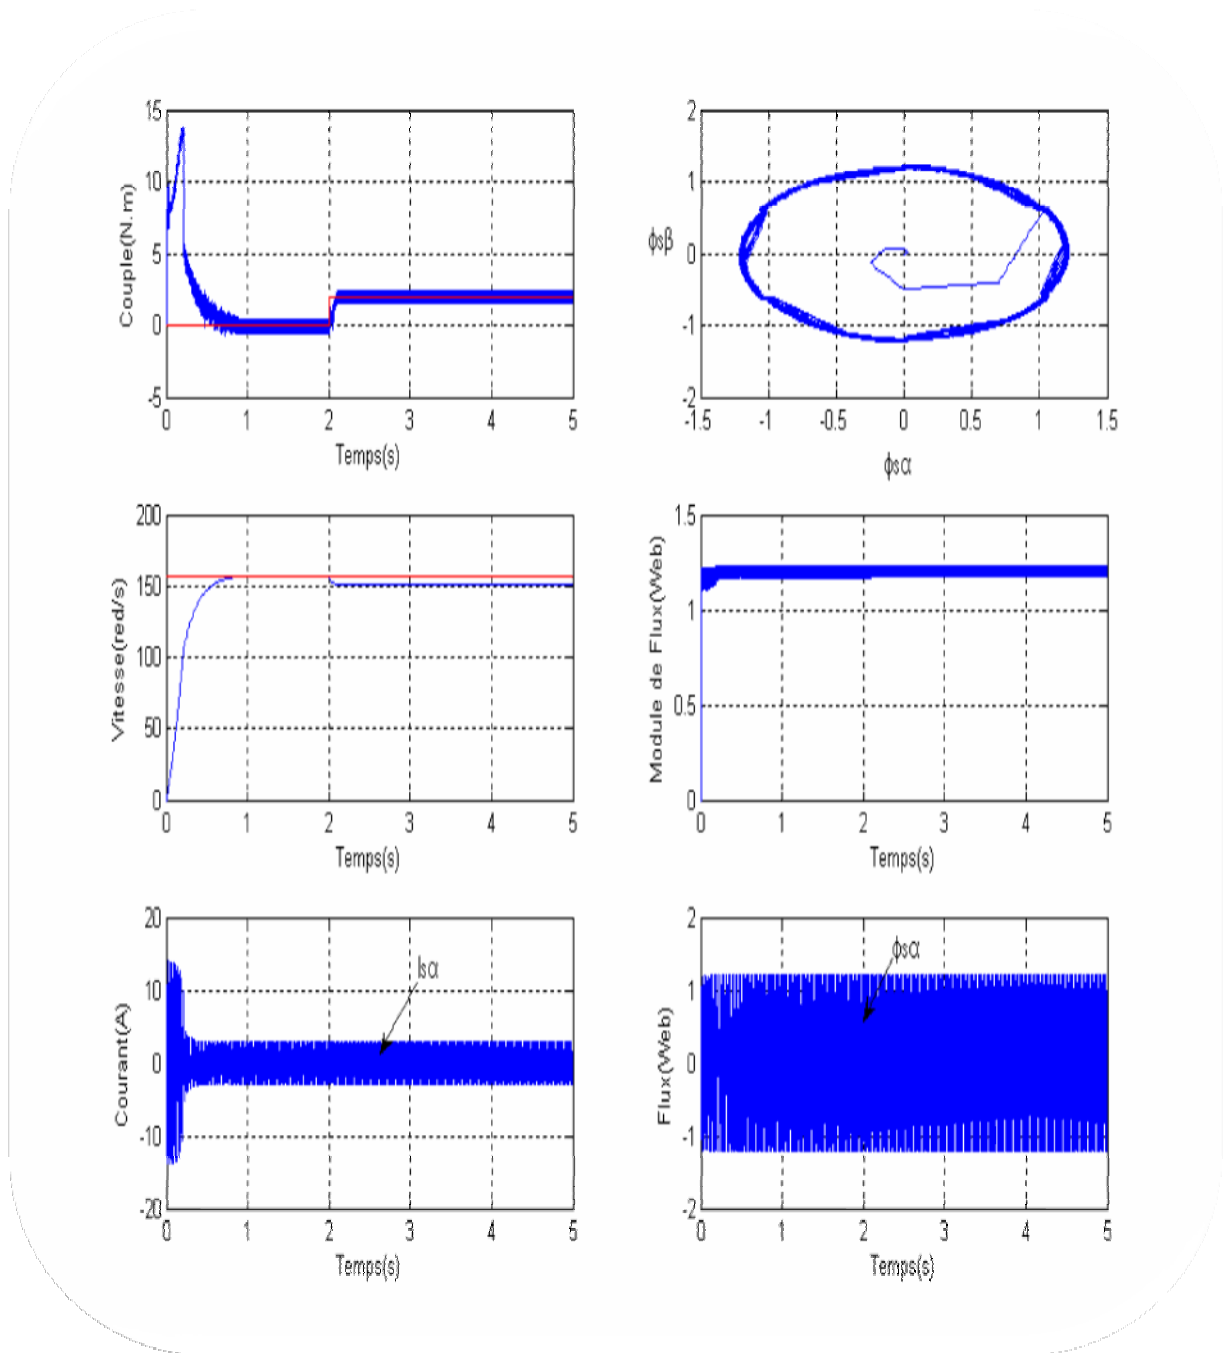 15
10
5
0
-5
Couple(N.m)
0 1 2 3 4 5
Temps(s)
2
1
0
-1
-2
ϕsβ
-1.5 -1 -0.5 0 0.5 1 1.5
ϕsα
200
150
100
50
0
Vitesse(red/s)
0 1 2 3 4 5
Temps(s)
1.5
1
0.5
0
Module de Flux(Web)
0 1 2 3 4 5
Temps(s)
20
10
0
-10
-20
Courant(A)
Isα
0 1 2 3 4 5
Temps(s)
2
1
0
-1
-2
Flux(Web)
ϕsα
0 1 2 3 4 5
Temps(s)